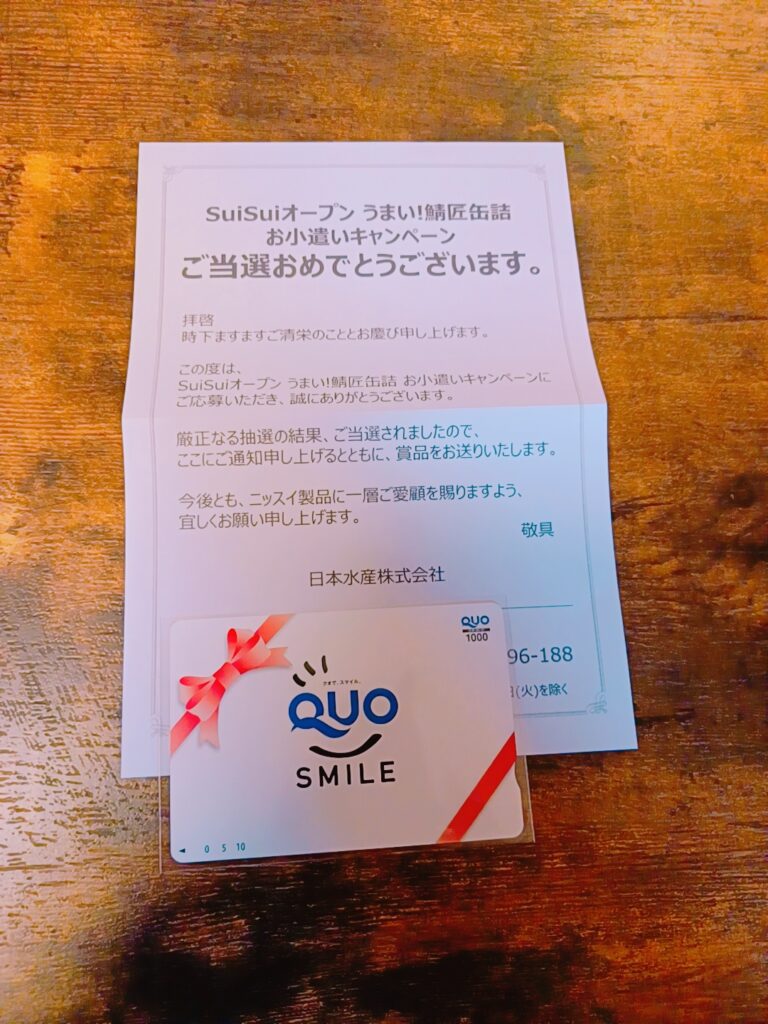 SuiSuiオープン うまい!鯖匠缶詰
お小遣いキャンペーン
ご当選おめでとうございます。
拝啓
時下ますますご清栄のこととお慶び申し上げます。
この度は、
SuiSuiオープン うまい!鯖匠缶詰 お小遣いキャンペーンに
ご応募いただき、誠にありがとうございます。
厳正なる抽選の結果、ご当選されましたので、
ここにご通知申し上げるとともに、賞品をお送りいたします。
今後とも、ニッスイ製品に一層ご愛顧を賜りますよう、
宜しくお願い申し上げます。
敬具
日本水産株式会社
96-188
(火)を除く
QUO
1000
クオで、スマイル。
QUO
SMILE
0 5 10